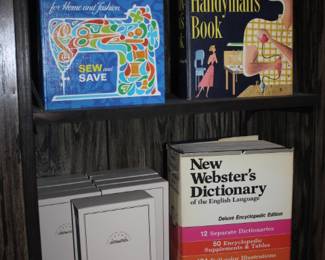 for Home and fashion
SEW and
SAVE
Handyman's
Book
New
Webster's
Dictionary
of the English Language
Deluxe Encyclopedic Edition
12 Separate Dictionaries
50 Encyclopedic
Supplements & Tables
Illustrations